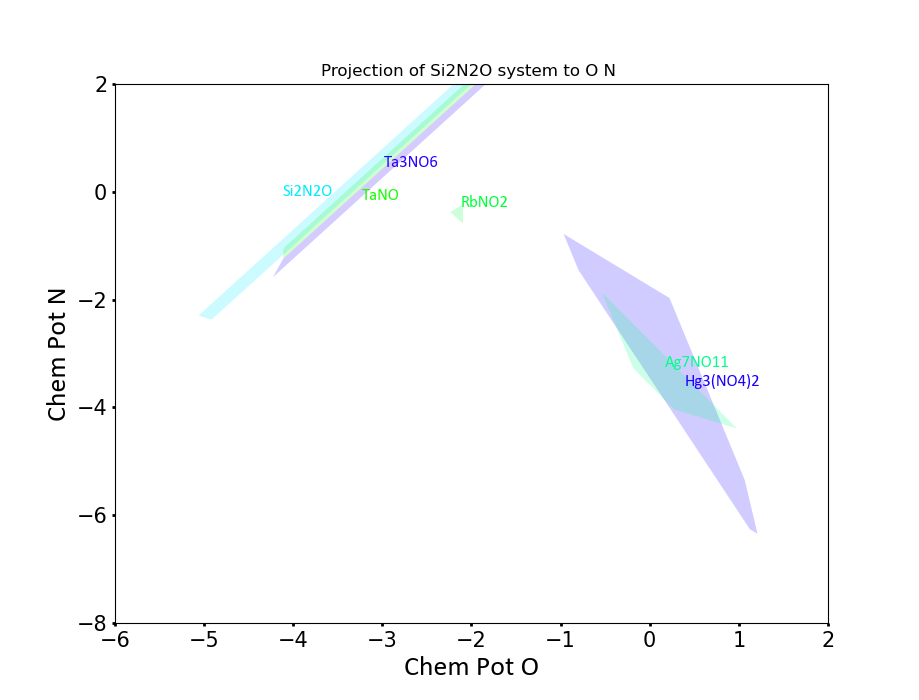 Projection of Si2N2O system to O N
2
Ta3NO6
Si2N2O
0
TaNO
RbNO2
−2
Chem Pot N
Ag7NO11
Hg3(NO4)2
−4
−6
−8
−6 −5 −4 −3 −2 −1 0 1 2
Chem Pot O